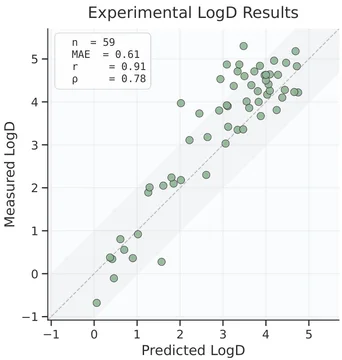 Experimental LogD Results
n = 59
MAE = 0.61
r = 0.91
ρ = 0.78
Measured LogD
5
4
3
2
1
0
−1
−1 0 1 2 3 4 5
Predicted LogD